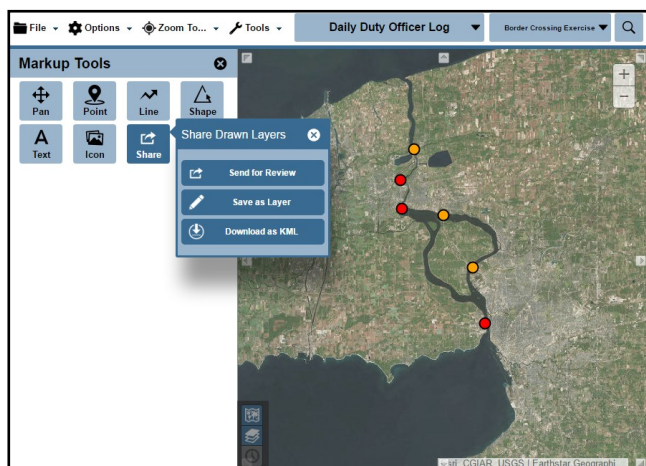 File Options Zoom To... Tools Daily Duty Officer Log Border Crossing Exercise
Markup Tools
Pan Point Line Shape
Text Icon Share
Share Drawn Layers
Send for Review
Save as Layer
Download as KML
+
−
CGIAR, USGS | Earthstar Geographi